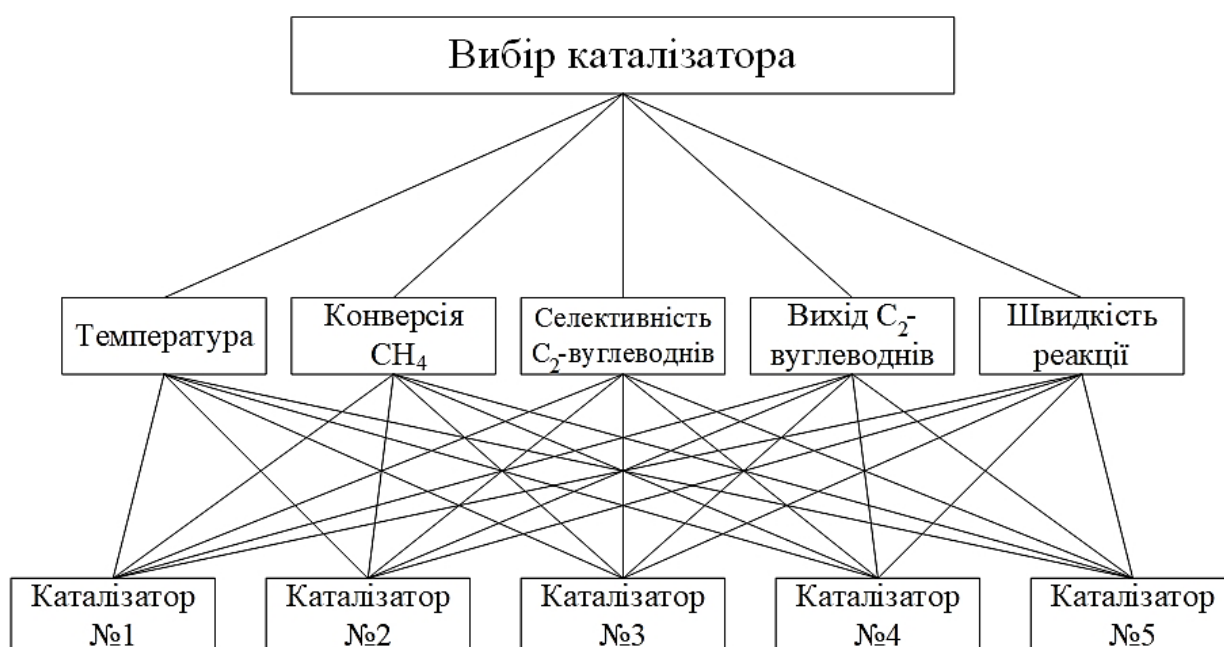 Вибір каталізатора
Температура
Конверсія
CH₄
Селективність
C₂-вуглеводнів
Вихід C₂-
вуглеводнів
Швидкість
реакції
Каталізатор
№1
Каталізатор
№2
Каталізатор
№3
Каталізатор
№4
Каталізатор
№5